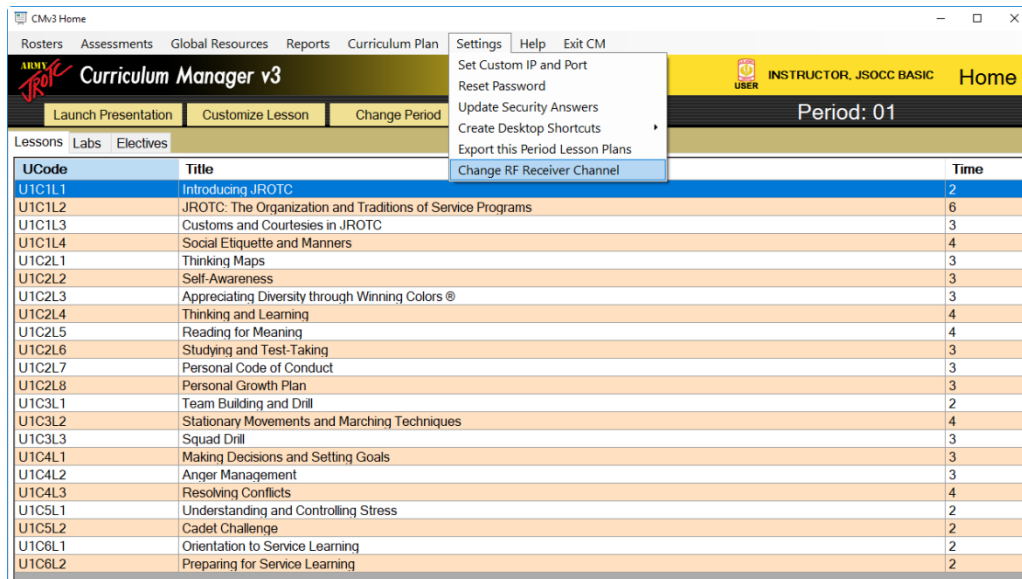 CMv3 Home
Rosters Assessments Global Resources Reports Curriculum Plan Settings Help Exit CM
Set Custom IP and Port
Reset Password
Update Security Answers
Create Desktop Shortcuts
Export this Period Lesson Plans
Change RF Receiver Channel
ARMY JROTC
Curriculum Manager v3
USER
INSTRUCTOR, JSOCC BASIC
Home
Launch Presentation Customize Lesson Change Period
Period: 01
Lessons Labs Electives
UCode Title Time
U1C1L1 Introducing JROTC 2
U1C1L2 JROTC: The Organization and Traditions of Service Programs 6
U1C1L3 Customs and Courtesies in JROTC 3
U1C1L4 Social Etiquette and Manners 4
U1C2L1 Thinking Maps 3
U1C2L2 Self-Awareness 3
U1C2L3 Appreciating Diversity through Winning Colors ® 3
U1C2L4 Thinking and Learning 4
U1C2L5 Reading for Meaning 4
U1C2L6 Studying and Test-Taking 3
U1C2L7 Personal Code of Conduct 3
U1C2L8 Personal Growth Plan 3
U1C3L1 Team Building and Drill 2
U1C3L2 Stationary Movements and Marching Techniques 4
U1C3L3 Squad Drill 3
U1C4L1 Making Decisions and Setting Goals 3
U1C4L2 Anger Management 3
U1C4L3 Resolving Conflicts 4
U1C5L1 Understanding and Controlling Stress 2
U1C5L2 Cadet Challenge 2
U1C6L1 Orientation to Service Learning 2
U1C6L2 Preparing for Service Learning 2